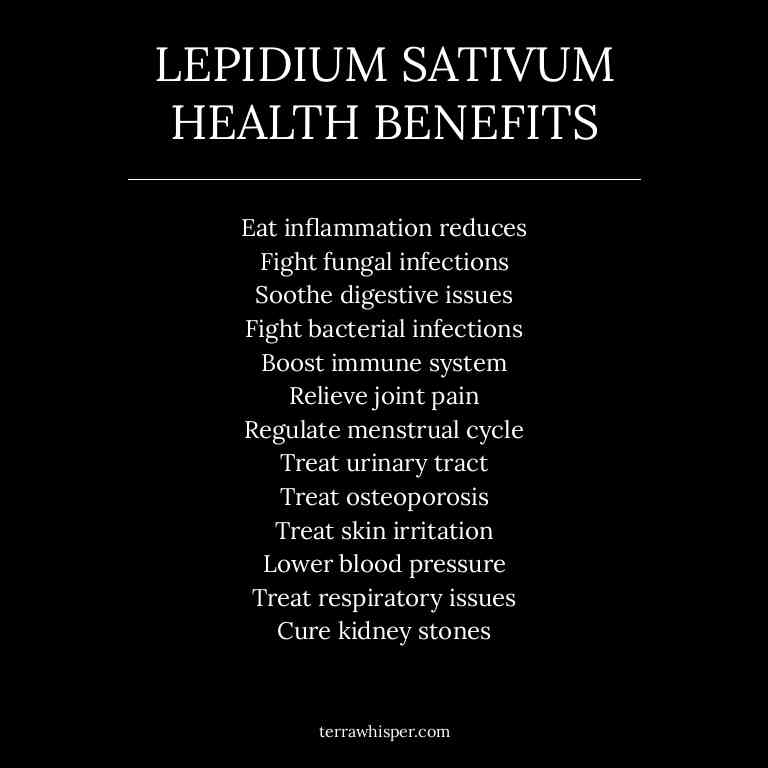 LEPIDIUM SATIVUM
HEALTH BENEFITS
Eat inflammation reduces
Fight fungal infections
Soothe digestive issues
Fight bacterial infections
Boost immune system
Relieve joint pain
Regulate menstrual cycle
Treat urinary tract
Treat osteoporosis
Treat skin irritation
Lower blood pressure
Treat respiratory issues
Cure kidney stones
terrawhisper.com